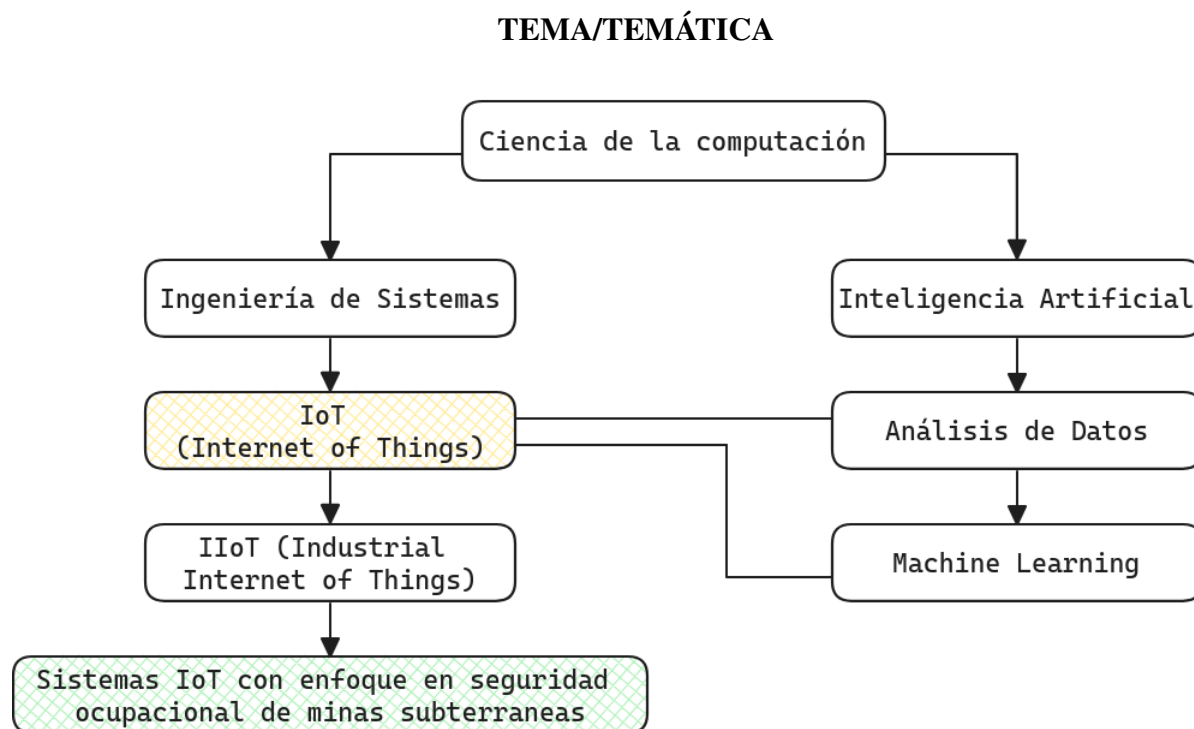 TEMA/TEMÁTICA
Ciencia de la computación
Ingeniería de Sistemas
Inteligencia Artificial
IoT
(Internet of Things)
Análisis de Datos
IIoT (Industrial
Internet of Things)
Machine Learning
Sistemas IoT con enfoque en seguridad
ocupacional de minas subterraneas